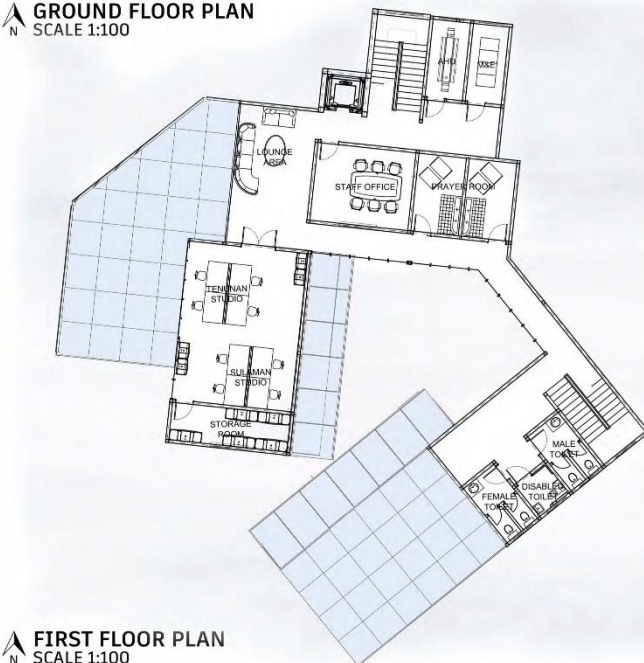 GROUND FLOOR PLAN
SCALE 1:100
N
AHU
M&E
LOUNGE
AREA
STAFF OFFICE
PRAYER ROOM
TENUNAN
STUDIO
SULAMAN
STUDIO
STORAGE
ROOM
MALE
TOILET
DISABLED
TOILET
FEMALE
TOILET
FIRST FLOOR PLAN
SCALE 1:100
N